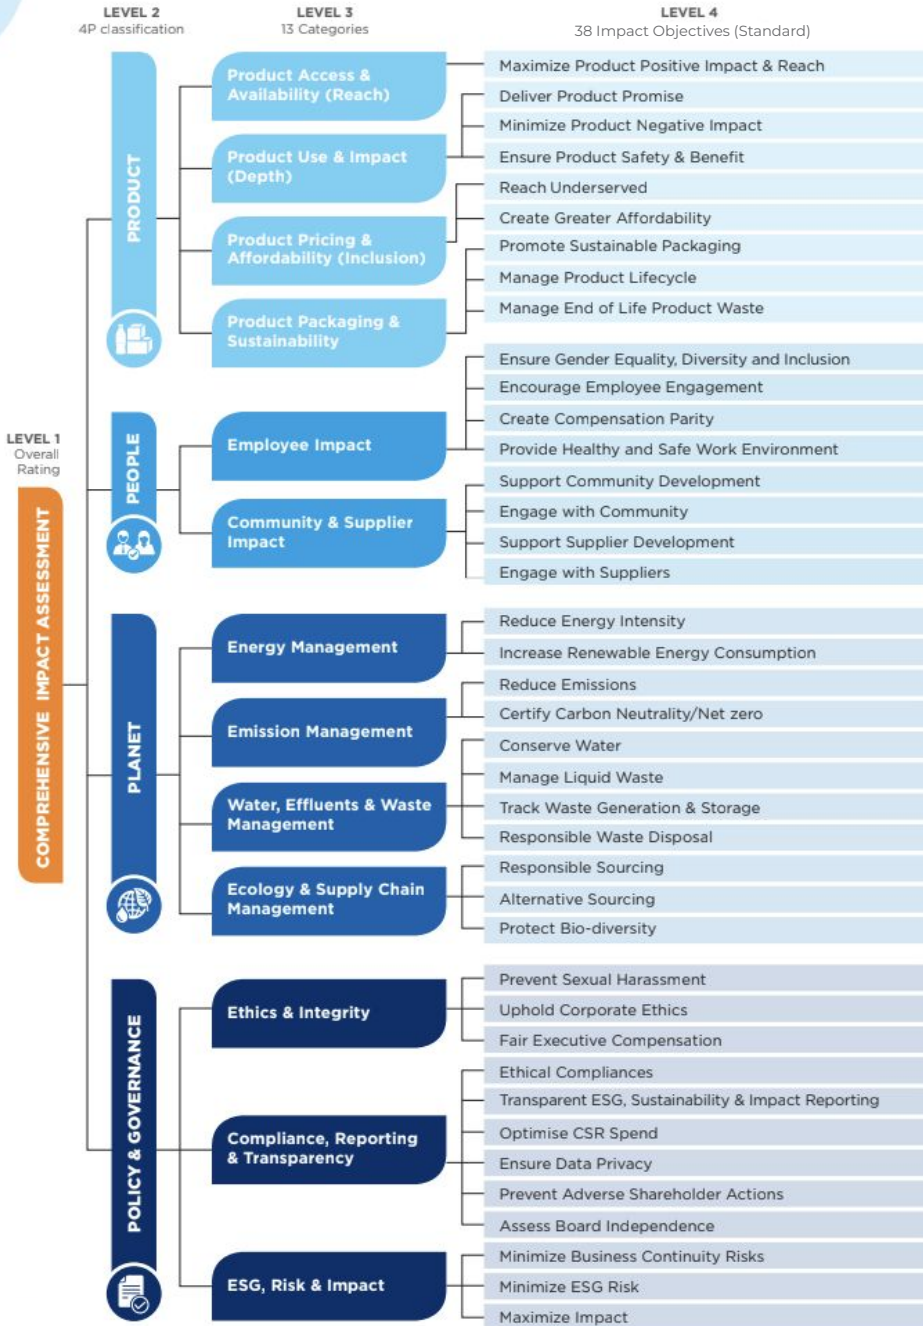 LEVEL 2
4P classification
LEVEL 3
13 Categories
LEVEL 4
38 Impact Objectives (Standard)
LEVEL 1
Overall
Rating
COMPREHENSIVE IMPACT ASSESSMENT
PRODUCT
Product Access &
Availability (Reach)
Maximize Product Positive Impact & Reach
Product Use & Impact
(Depth)
Deliver Product Promise
Minimize Product Negative Impact
Ensure Product Safety & Benefit
Product Pricing &
Affordability (Inclusion)
Reach Underserved
Create Greater Affordability
Product Packaging &
Sustainability
Promote Sustainable Packaging
Manage Product Lifecycle
Manage End of Life Product Waste
PEOPLE
Employee Impact
Ensure Gender Equality, Diversity and Inclusion
Encourage Employee Engagement
Create Compensation Parity
Provide Healthy and Safe Work Environment
Community & Supplier
Impact
Support Community Development
Engage with Community
Support Supplier Development
Engage with Suppliers
PLANET
Energy Management
Reduce Energy Intensity
Increase Renewable Energy Consumption
Emission Management
Reduce Emissions
Certify Carbon Neutrality/Net zero
Water, Effluents & Waste
Management
Conserve Water
Manage Liquid Waste
Track Waste Generation & Storage
Responsible Waste Disposal
Ecology & Supply Chain
Management
Responsible Sourcing
Alternative Sourcing
Protect Bio-diversity
POLICY & GOVERNANCE
Ethics & Integrity
Prevent Sexual Harassment
Uphold Corporate Ethics
Fair Executive Compensation
Compliance, Reporting
& Transparency
Ethical Compliances
Transparent ESG, Sustainability & Impact Reporting
Optimise CSR Spend
Ensure Data Privacy
Prevent Adverse Shareholder Actions
Assess Board Independence
ESG, Risk & Impact
Minimize Business Continuity Risks
Minimize ESG Risk
Maximize Impact